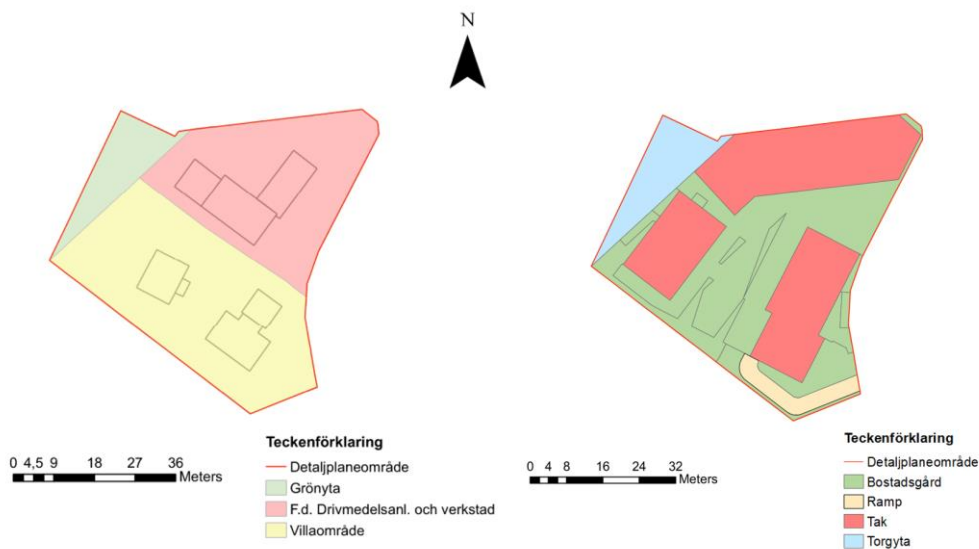 N
Teckenförklaring
Detaljplaneområde
Grönyta
F.d. Drivmedelsanl. och verkstad
Villaområde
0 4,5 9 18 27 36
Meters
Teckenförklaring
Detaljplaneområde
Bostadsgård
Ramp
Tak
Torgyta
0 4 8 16 24 32
Meters